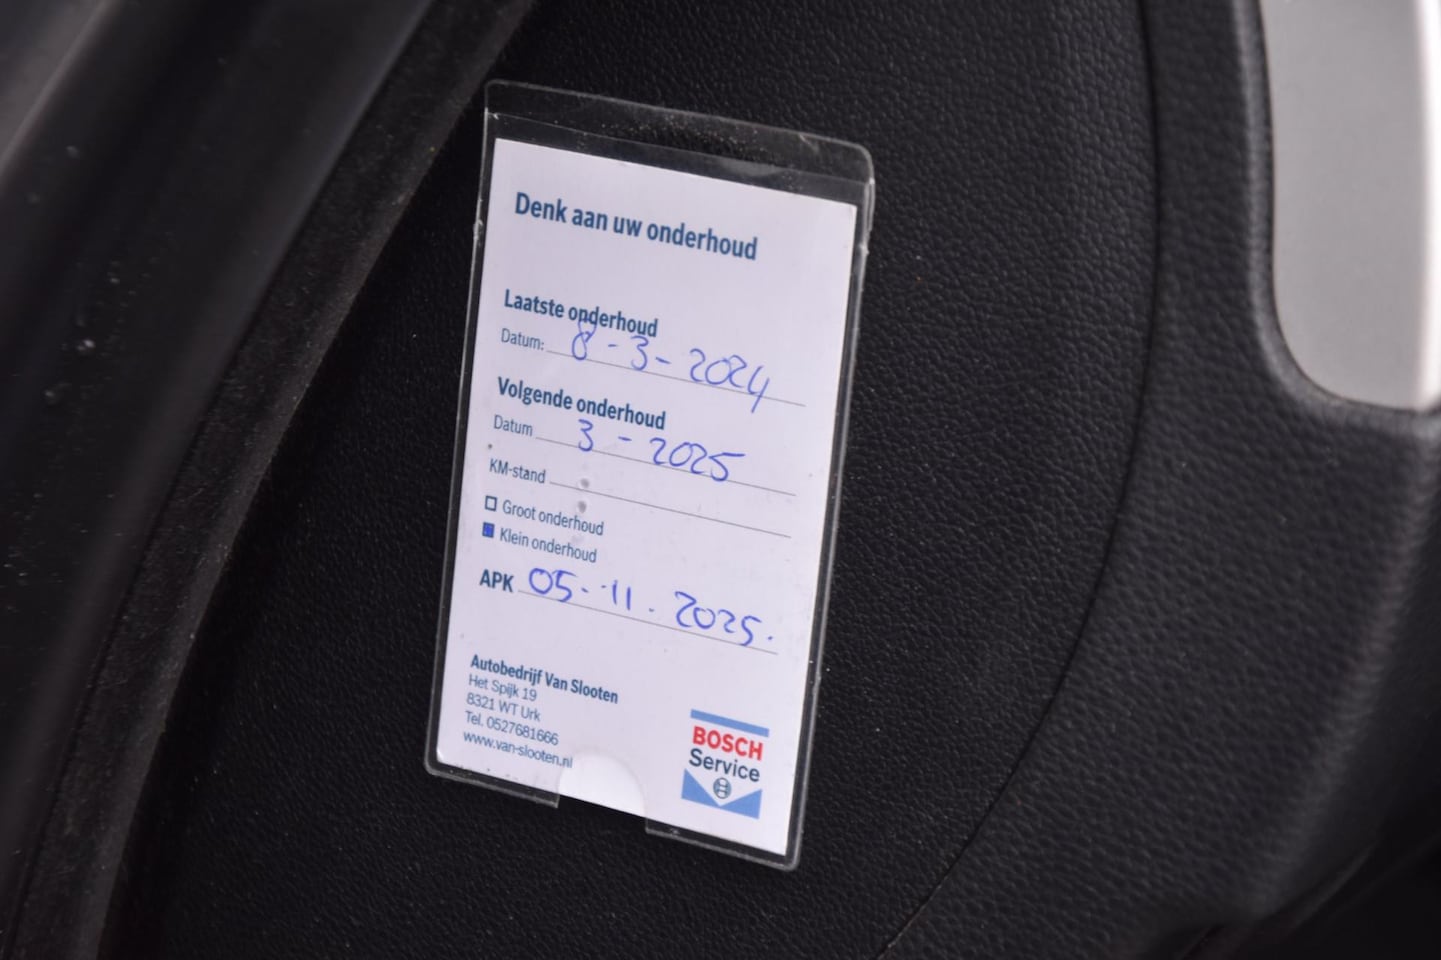 Denk aan uw onderhoud
Laatste onderhoud
Datum: 8-3-2024
Volgende onderhoud
Datum 3-2025
KM-stand
Groot onderhoud
Klein onderhoud
APK 05.-11.2025.
Autobedrijf Van Slooten
Het Spijk 19
8321 WT Urk
Tel. 0527681666
www.van-slooten.nl
BOSCH
Service